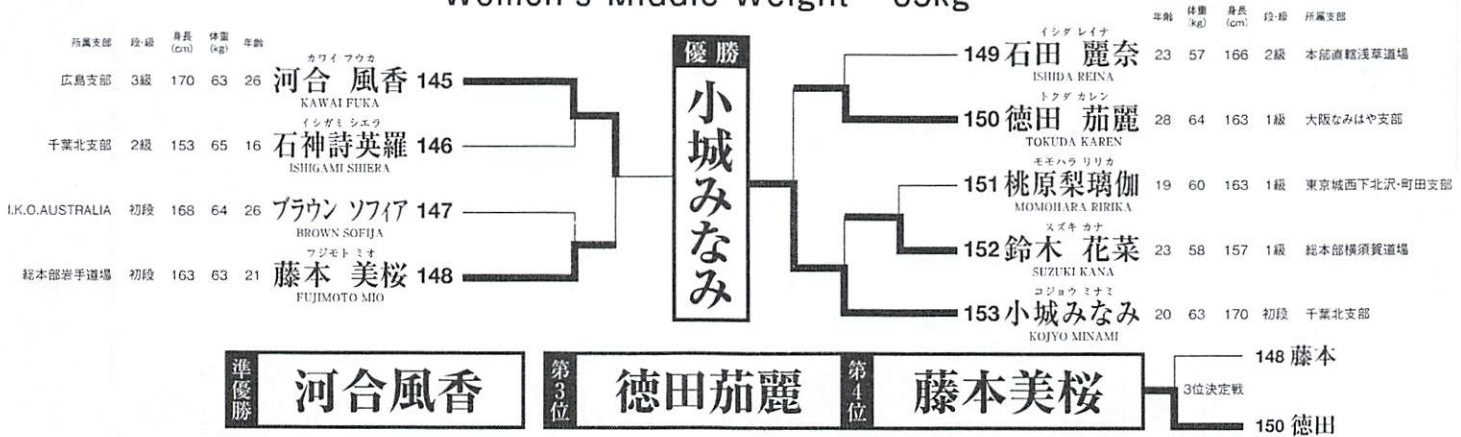 Women's Middle Weight -65kg
所属支部 段・級 身長(cm) 体重(kg) 年齢
カワイ フウカ
広島支部 3級 170 63 26 河合 風香 145
KAWAI FUKA
イシガミ シエラ
千葉北支部 2級 153 65 16 石神詩英羅 146
ISHIGAMI SHIERA
I.K.O.AUSTRALIA 初段 168 64 26 ブラウン ソフィア 147
BROWN SOFIJA
フジモト ミオ
総本部岩手道場 初段 163 63 21 藤本 美桜 148
FUJIMOTO MIO
優勝
小城みなみ
年齢 体重(kg) 身長(cm) 段・級 所属支部
イシダ レイナ
149 石田 麗奈 23 57 166 2級 本部直轄浅草道場
ISHIDA REINA
トクダ カレン
150 徳田 茄麗 28 64 163 1級 大阪なみはや支部
TOKUDA KAREN
モモハラ リリカ
151 桃原梨璃伽 19 60 163 1級 東京城西下北沢・町田支部
MOMOHARA RIRIKA
スズキ カナ
152 鈴木 花菜 23 58 157 1級 総本部横須賀道場
SUZUKI KANA
コジョウ ミナミ
153 小城みなみ 20 63 170 初段 千葉北支部
KOJYO MINAMI
準優勝 河合風香
第3位 徳田茄麗
第4位 藤本美桜
148 藤本
3位決定戦
150 徳田